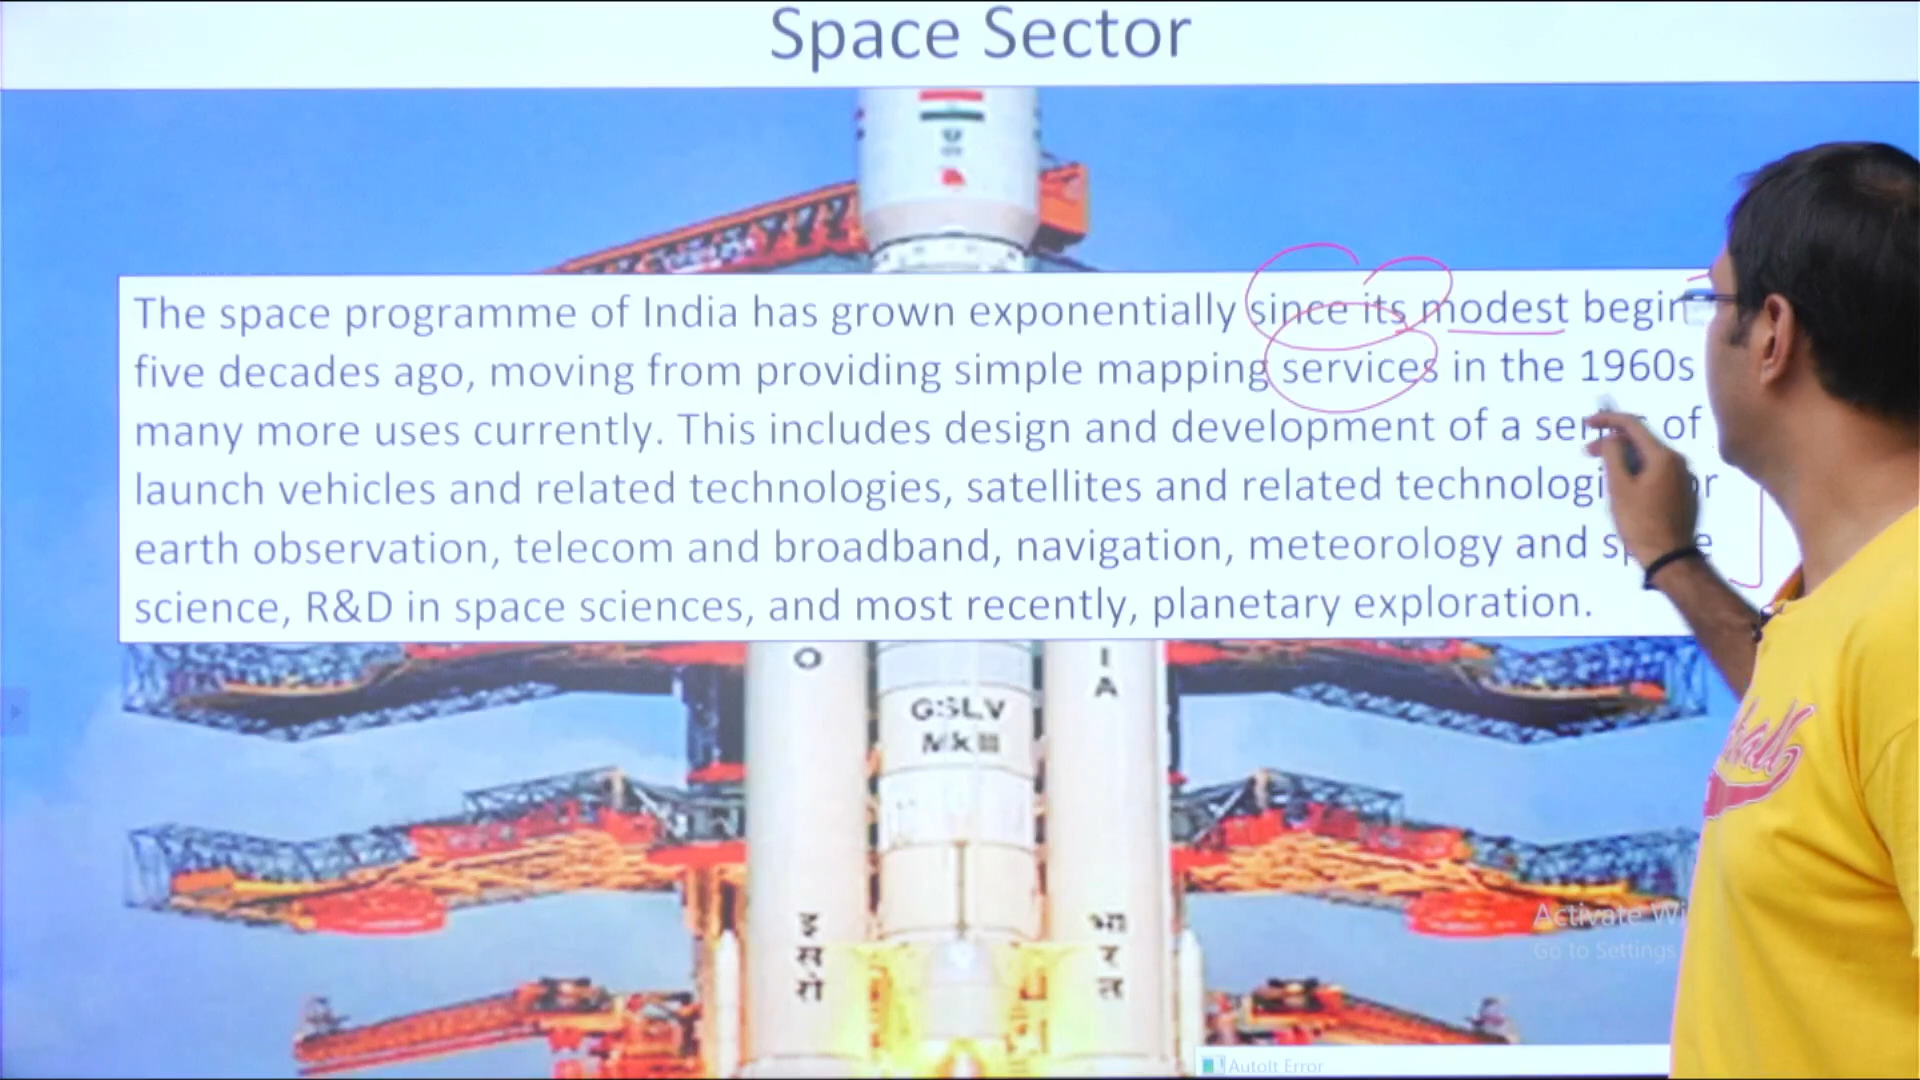 Space Sector
The space programme of India has grown exponentially since its modest begin
five decades ago, moving from providing simple mapping services in the 1960s
many more uses currently. This includes design and development of a of
launch vehicles and related technologies, satellites and related
earth observation, telecom and broadband, navigation, meteorology and
science, R&D in space sciences, and most recently, planetary exploration.
O
I
A
GSLV
Mk III
इ
स
रो
भा
र
त
Activate
Go to Settings
AutoIt Error